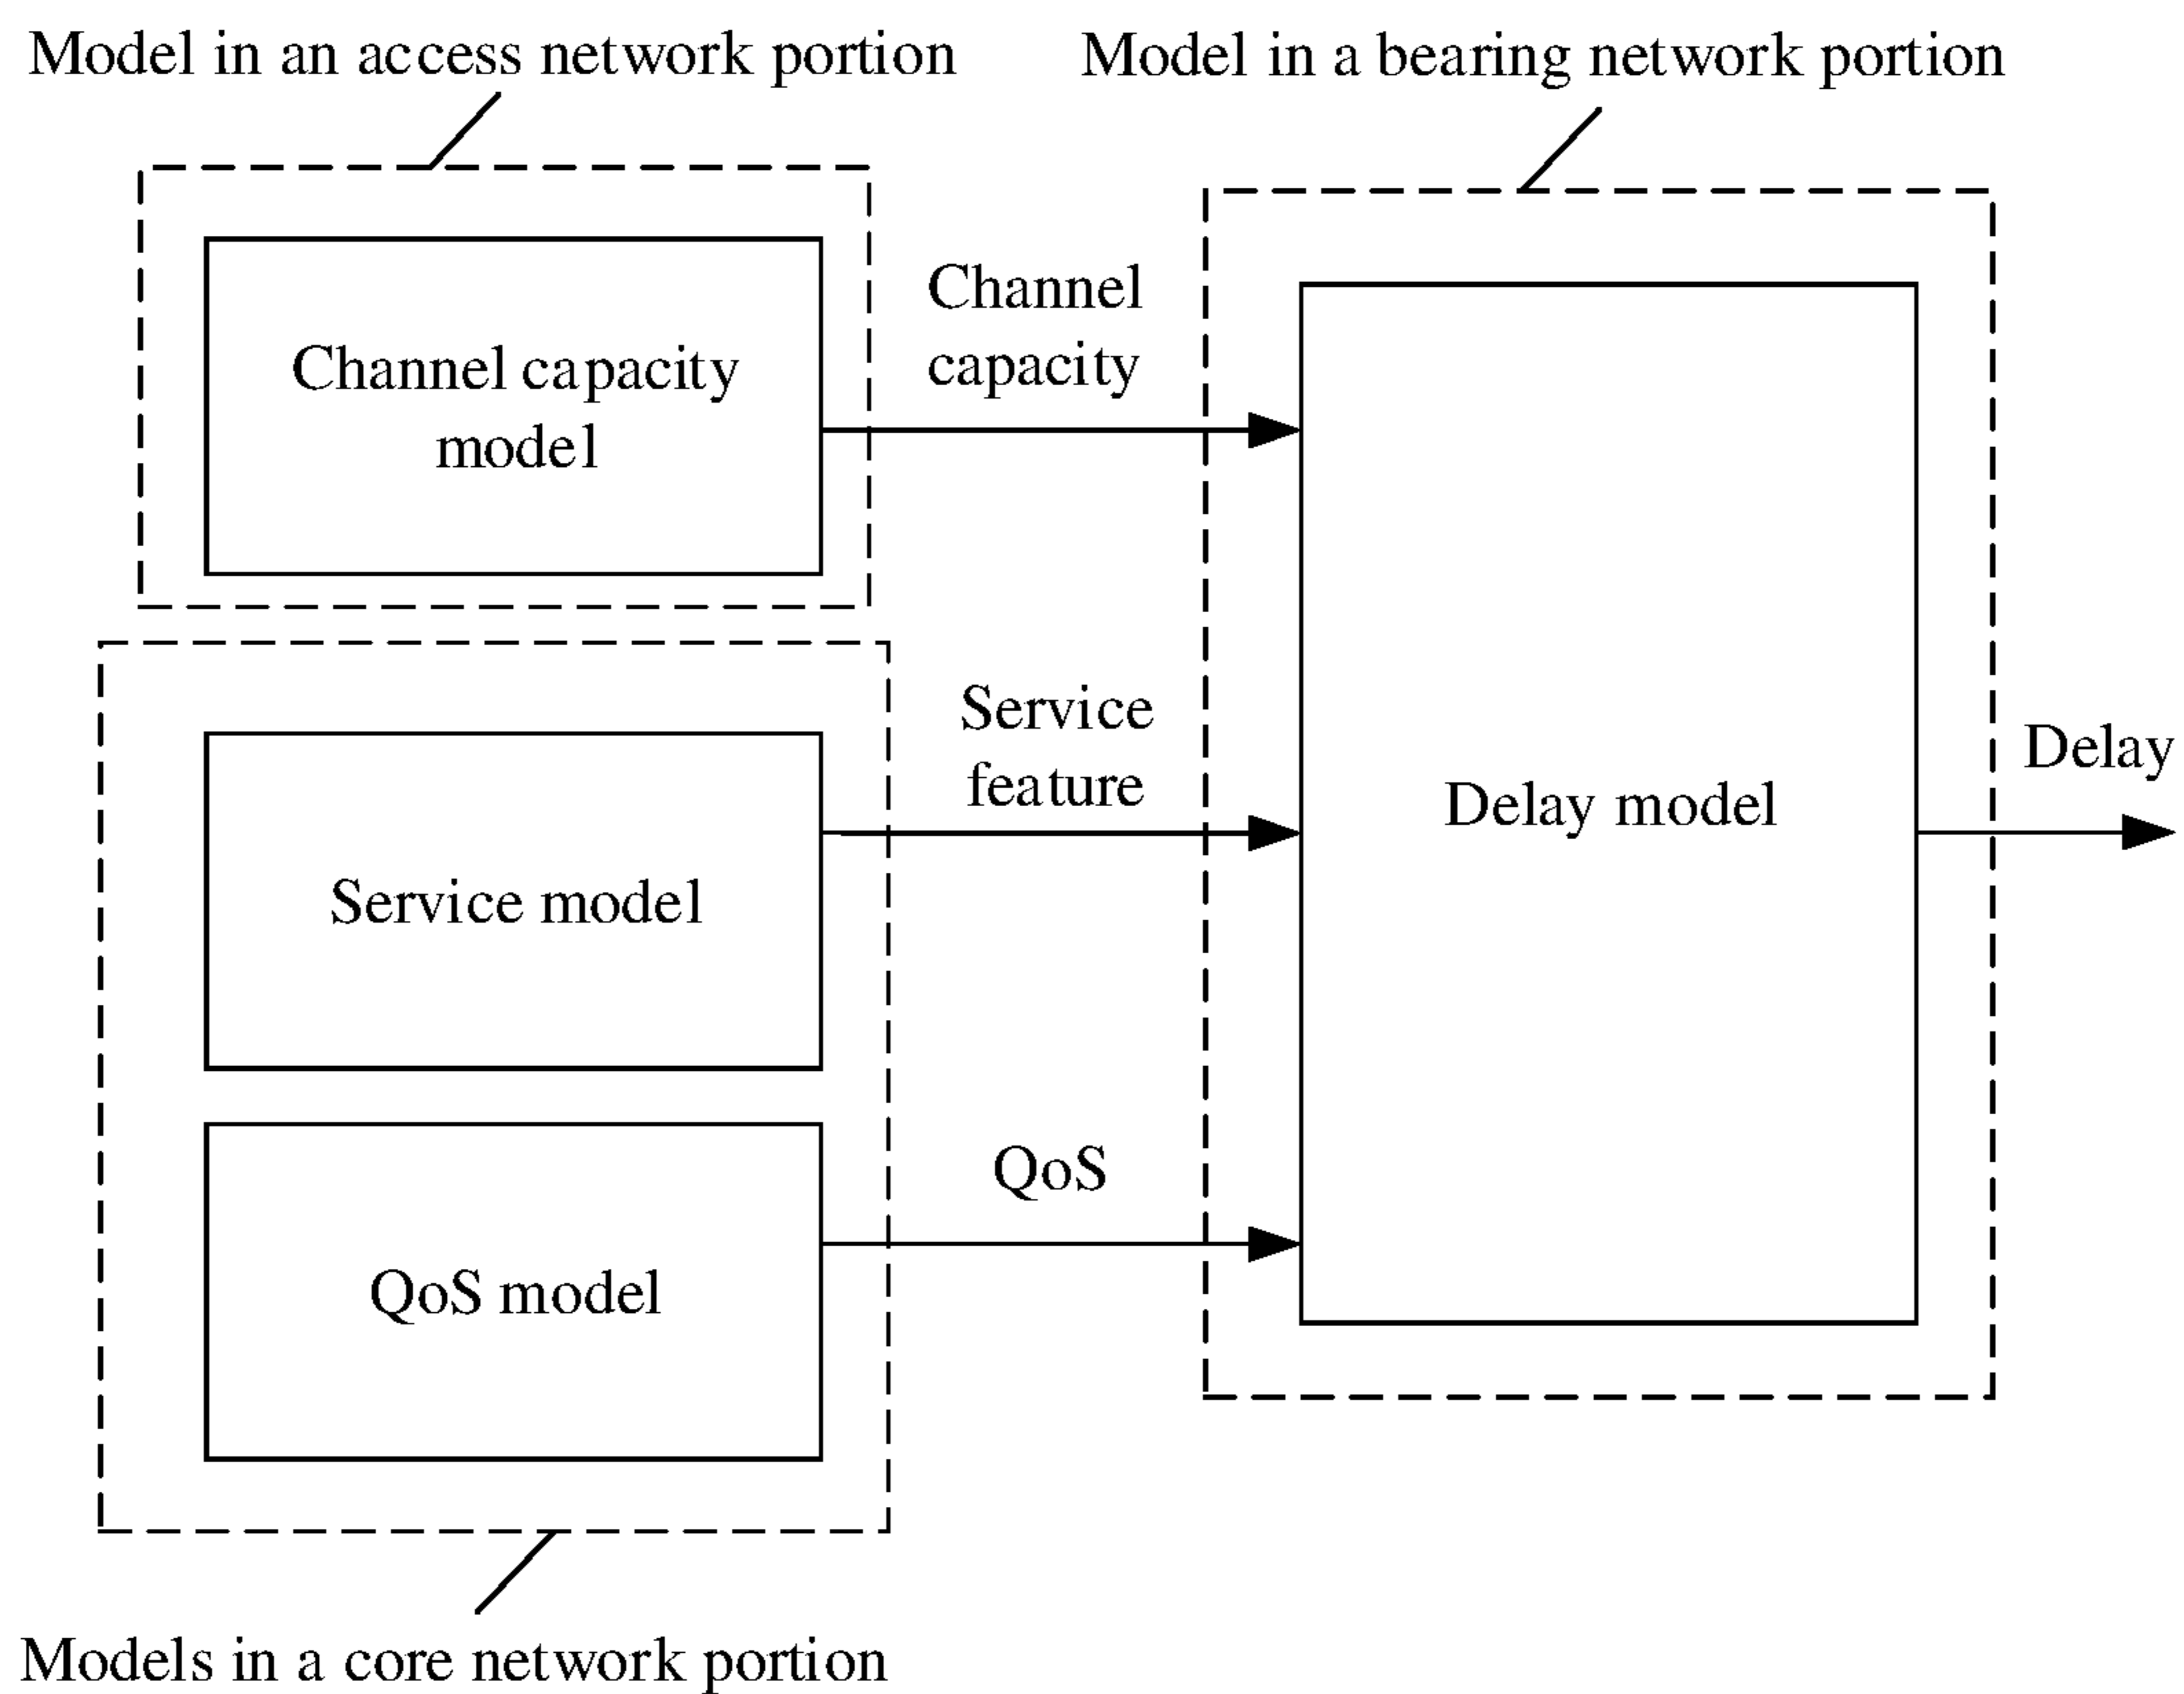 Model in an access network portion
Model in a bearing network portion
Channel capacity
model
Channel
capacity
Service
feature
Service model
Delay model
Delay
QoS
QoS model
Models in a core network portion